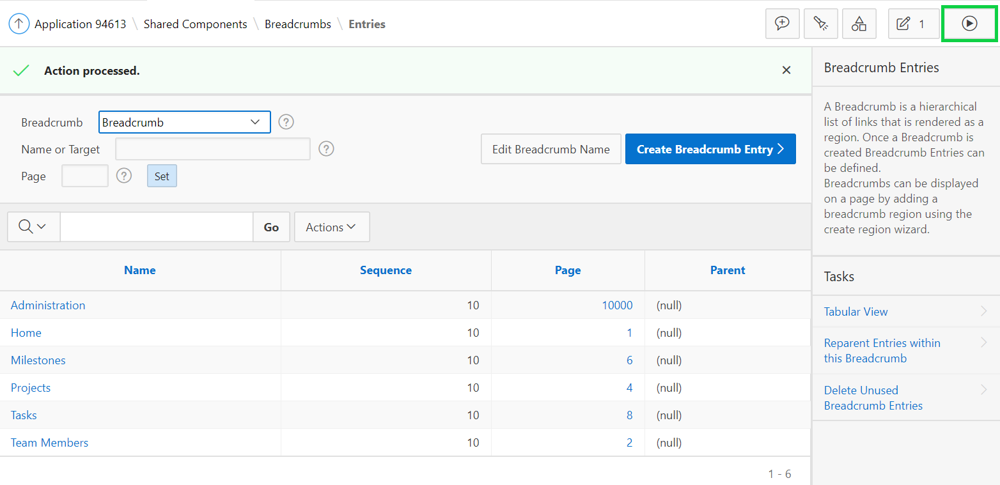 Application 94613 \ Shared Components \ Breadcrumbs \ Entries
1
Action processed.
Breadcrumb Breadcrumb ?
Name or Target ?
Page ? Set
Edit Breadcrumb Name
Create Breadcrumb Entry
Go
Actions
Name Sequence Page Parent
Administration 10 10000 (null)
Home 10 1 (null)
Milestones 10 6 (null)
Projects 10 4 (null)
Tasks 10 8 (null)
Team Members 10 2 (null)
1 - 6
Breadcrumb Entries
A Breadcrumb is a hierarchical
list of links that is rendered as a
region. Once a Breadcrumb is
created Breadcrumb Entries can
be defined.
Breadcrumbs can be displayed
on a page by adding a
breadcrumb region using the
create region wizard.
Tasks
Tabular View
Reparent Entries within
this Breadcrumb
Delete Unused
Breadcrumb Entries